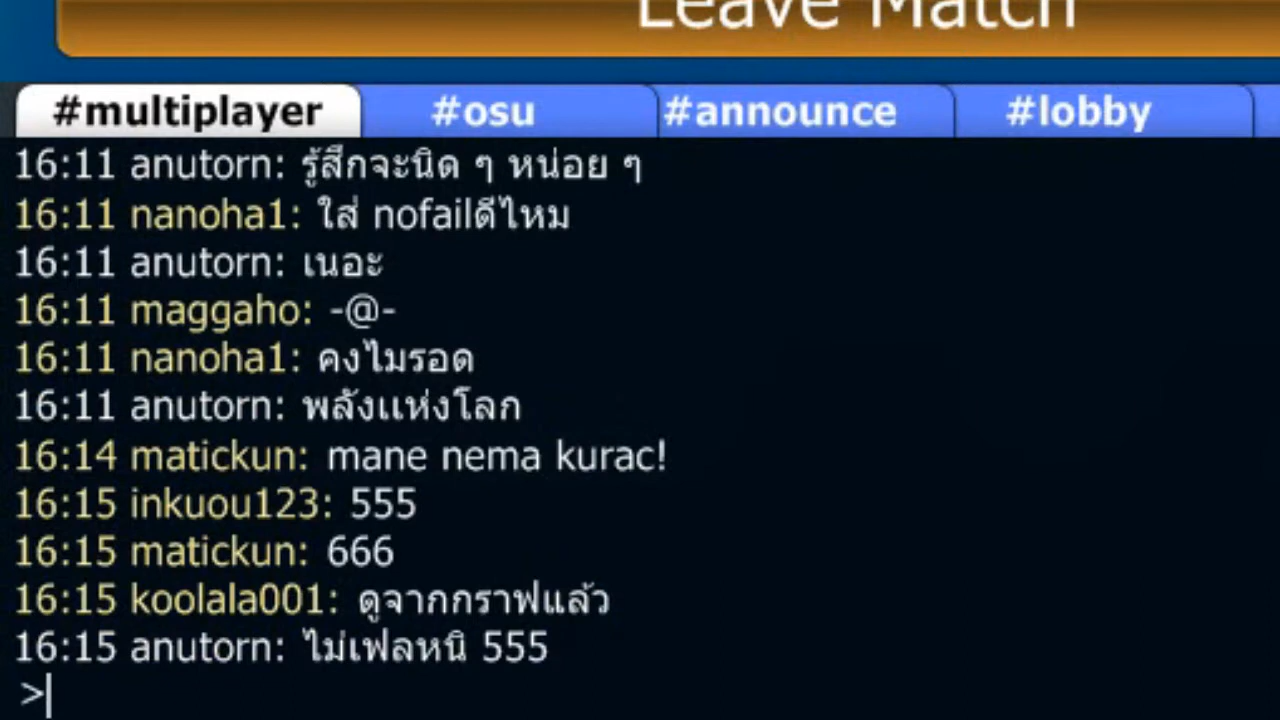 Leave Match
#multiplayer #osu #announce #lobby
16:11 anutorn: รู้สึกจะนิด ๆ หน่อย ๆ
16:11 nanoha1: ใส่ nofailดีไหม
16:11 anutorn: เนอะ
16:11 maggaho: -@-
16:11 nanoha1: คงไมรอด
16:11 anutorn: พลังแห่งโลก
16:14 matickun: mane nema kurac!
16:15 inkuou123: 555
16:15 matickun: 666
16:15 koolala001: ดูจากกราฟแล้ว
16:15 anutorn: ไม่เฟลหนิ 555
>